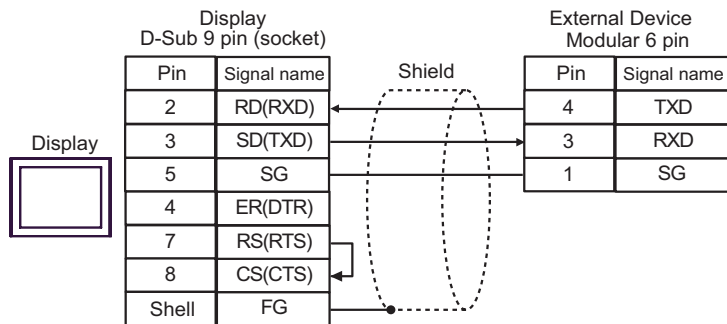 Display
D-Sub 9 pin (socket)
External Device
Modular 6 pin
Pin Signal name
Shield
Pin Signal name
2 RD(RXD)
4 TXD
Display
3 SD(TXD)
3 RXD
5 SG
1 SG
4 ER(DTR)
7 RS(RTS)
8 CS(CTS)
Shell FG